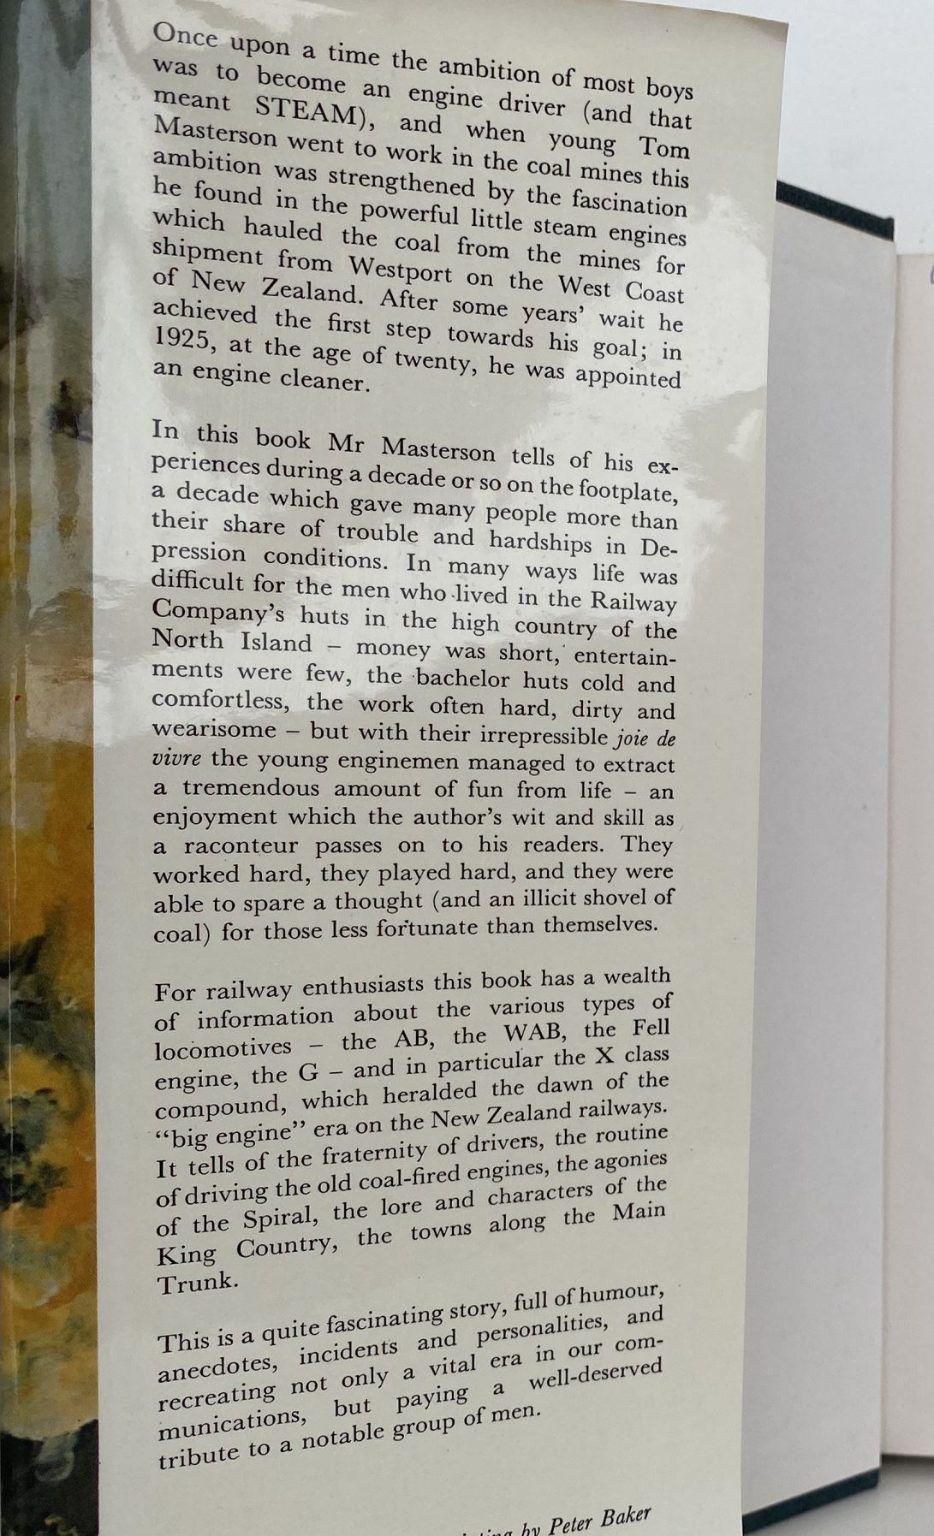 Once upon a time the ambition of most boys
was to become an engine driver (and that
meant STEAM), and when young Tom
Masterson went to work in the coal mines this
ambition was strengthened by the fascination
he found in the powerful little steam engines
which hauled the coal from the mines for
shipment from Westport on the West Coast
of New Zealand. After some years’ wait he
achieved the first step towards his goal; in
1925, at the age of twenty, he was appointed
an engine cleaner.
In this book Mr Masterson tells of his ex-
periences during a decade or so on the footplate,
a decade which gave many people more than
their share of trouble and hardships in De-
pression conditions. In many ways life was
difficult for the men who lived in the Railway
Company’s huts in the high country of the
North Island – money was short, entertain-
ments were few, the bachelor huts cold and
comfortless, the work often hard, dirty and
wearisome – but with their irrepressible joie de
vivre the young enginemen managed to extract
a tremendous amount of fun from life – an
enjoyment which the author’s wit and skill as
a raconteur passes on to his readers. They
worked hard, they played hard, and they were
able to spare a thought (and an illicit shovel of
coal) for those less fortunate than themselves.
For railway enthusiasts this book has a wealth
of information about the various types of
locomotives – the AB, the WAB, the Fell
engine, the G – and in particular the X class
compound, which heralded the dawn of the
“big engine” era on the New Zealand railways.
It tells of the fraternity of drivers, the routine
of driving the old coal-fired engines, the agonies
of the Spiral, the lore and characters of the
King Country, the towns along the Main
Trunk.
This is a quite fascinating story, full of humour,
anecdotes, incidents and personalities, and
recreating not only a vital era in our com-
munications, but paying a well-deserved
tribute to a notable group of men.
by Peter Baker